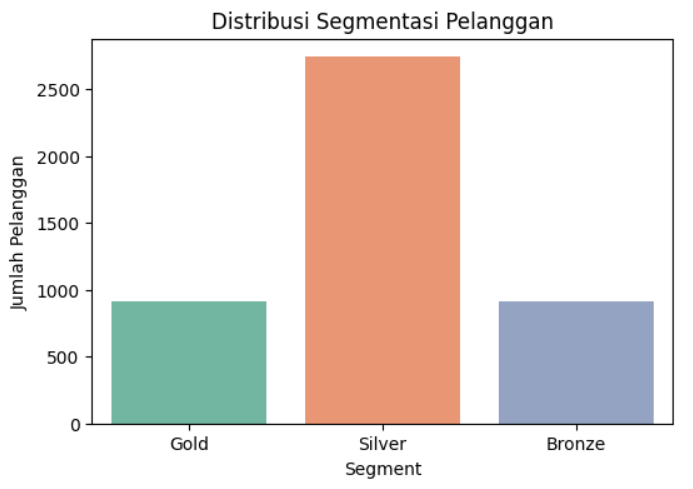 Distribusi Segmentasi Pelanggan
Jumlah Pelanggan
2500
2000
1500
1000
500
0
Gold Silver Bronze
Segment